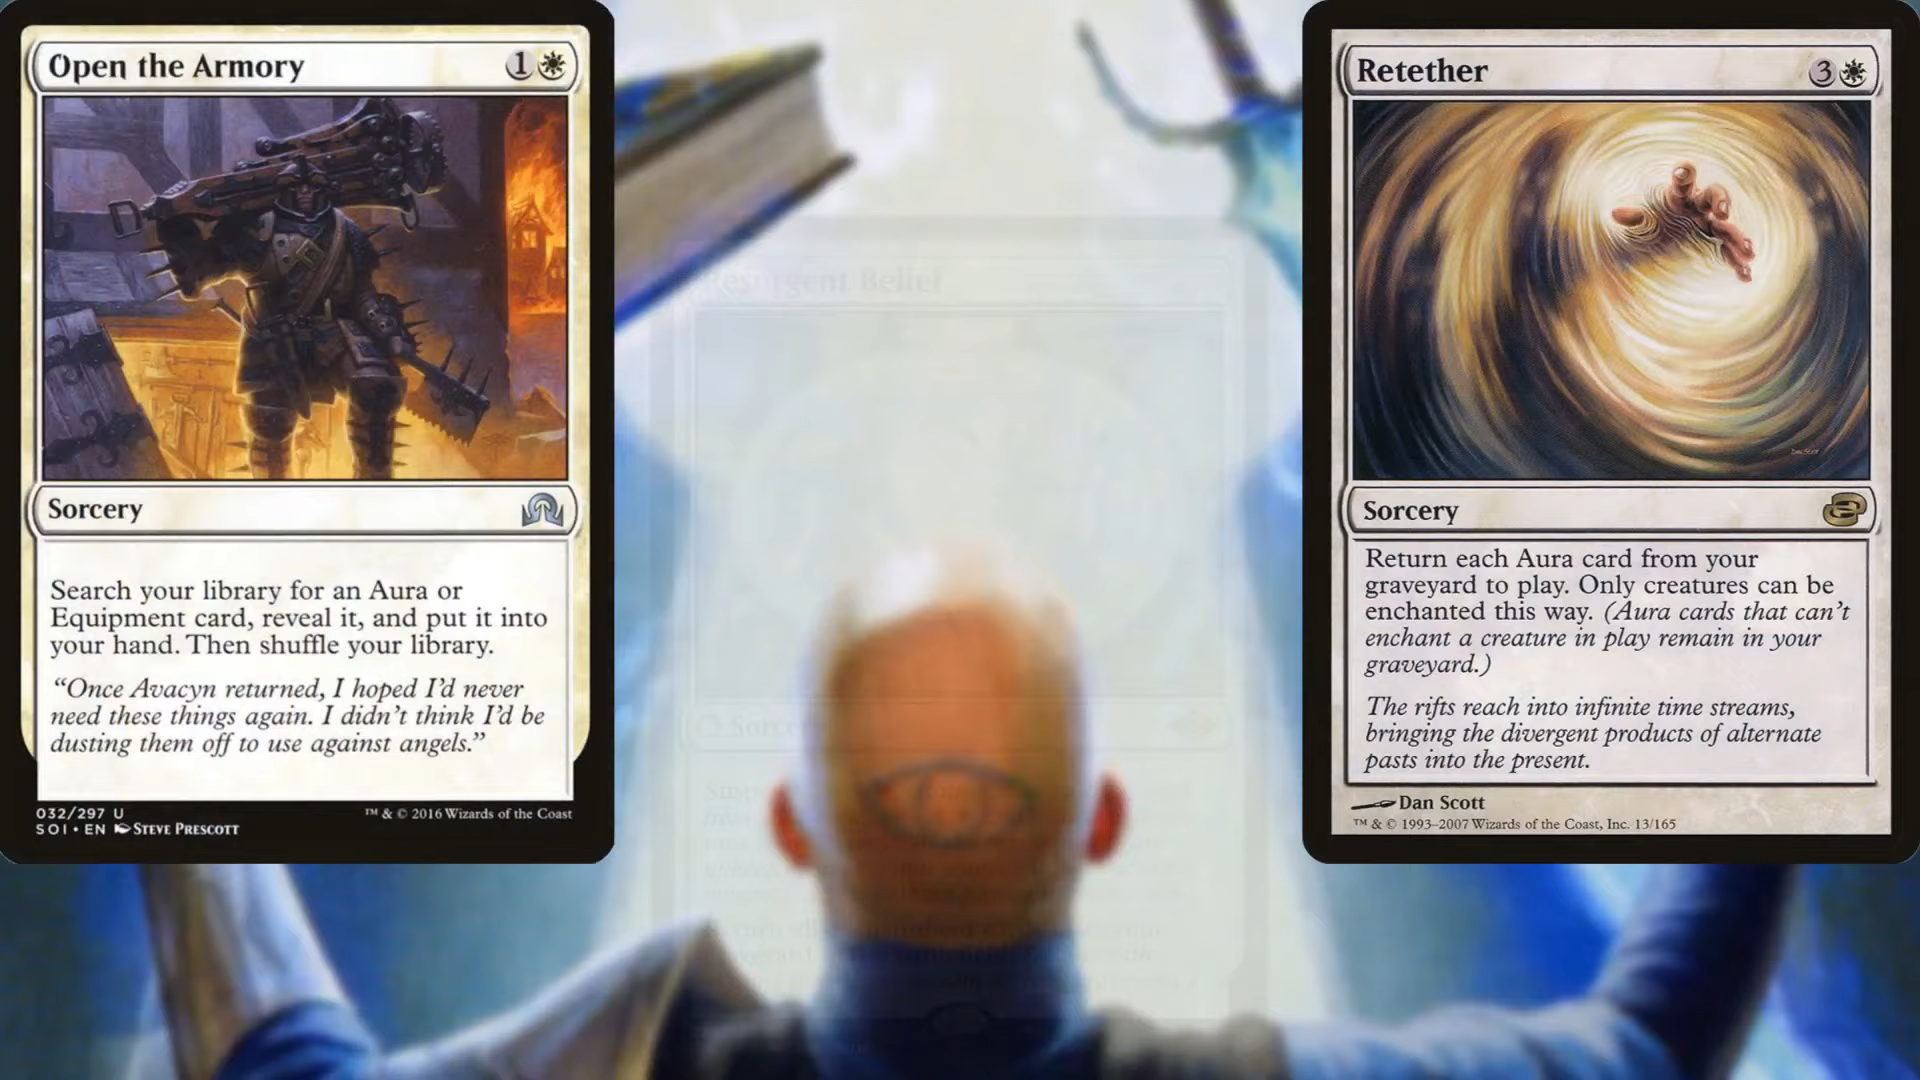 Open the Armory
1
Sorcery
Search your library for an Aura or
Equipment card, reveal it, and put it into
your hand. Then shuffle your library.
“Once Avacyn returned, I hoped I’d never
need these things again. I didn’t think I’d be
dusting them off to use against angels.”
032/297 U
SOI • EN STEVE PRESCOTT
™ & © 2016 Wizards of the Coast
Resurgent Belief
Sorcery
Retether
3
Sorcery
Return each Aura card from your
graveyard to play. Only creatures can be
enchanted this way. (Aura cards that can’t
enchant a creature in play remain in your
graveyard.)
The rifts reach into infinite time streams,
bringing the divergent products of alternate
pasts into the present.
Dan Scott
™ & © 1993–2007 Wizards of the Coast, Inc. 13/165